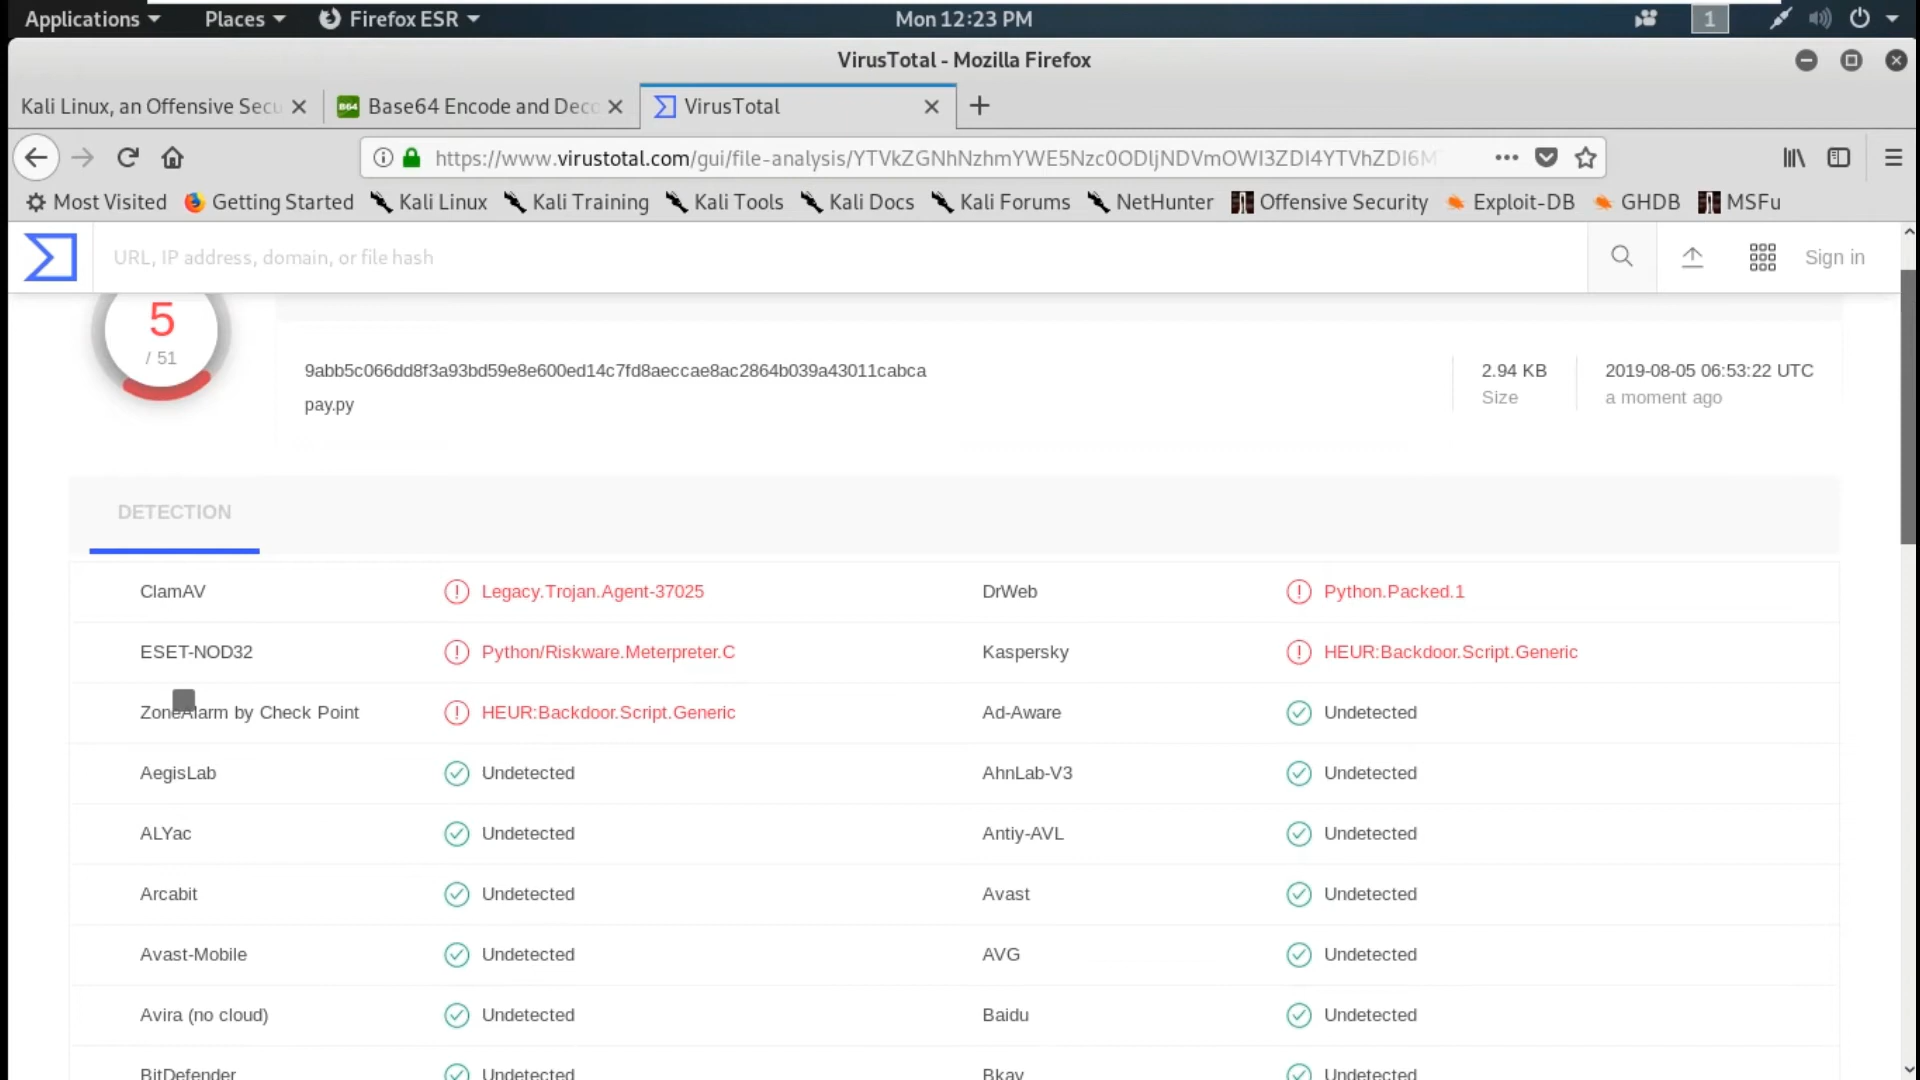 Applications Places Firefox ESR Mon 12:23 PM 1
VirusTotal - Mozilla Firefox
Kali Linux, an Offensive Secu B64 Base64 Encode and Deco VirusTotal
https://www.virustotal.com/gui/file-analysis/
Most Visited Getting Started Kali Linux Kali Training Kali Tools Kali Docs Kali Forums NetHunter Offensive Security Exploit-DB GHDB MSFu
URL, IP address, domain, or file hash Sign in
5
/ 51
9abb5c066dd8f3a93bd59e8e600ed14c7fd8aeccae8ac2864b039a43011cabca 2.94 KB 2019-08-05 06:53:22 UTC
pay.py Size a moment ago
DETECTION
ClamAV Legacy.Trojan.Agent-37025 DrWeb Python.Packed.1
ESET-NOD32 Python/Riskware.Meterpreter.C Kaspersky HEUR:Backdoor.Script.Generic
ZoneAlarm by Check Point HEUR:Backdoor.Script.Generic Ad-Aware Undetected
AegisLab Undetected AhnLab-V3 Undetected
ALYac Undetected Antiy-AVL Undetected
Arcabit Undetected Avast Undetected
Avast-Mobile Undetected AVG Undetected
Avira (no cloud) Undetected Baidu Undetected
BitDefender Undetected Bkav Undetected